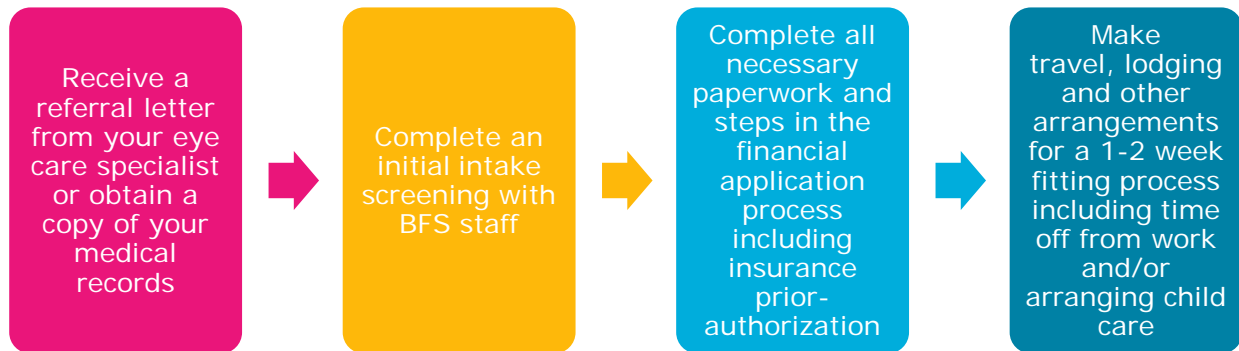 Receive a
referral letter
from your eye
care specialist
or obtain a
copy of your
medical
records
Complete an
initial intake
screening with
BFS staff
Complete all
necessary
paperwork and
steps in the
financial
application
process
including
insurance
prior-
authorization
Make
travel, lodging
and other
arrangements
for a 1-2 week
fitting process
including time
off from work
and/or
arranging child
care